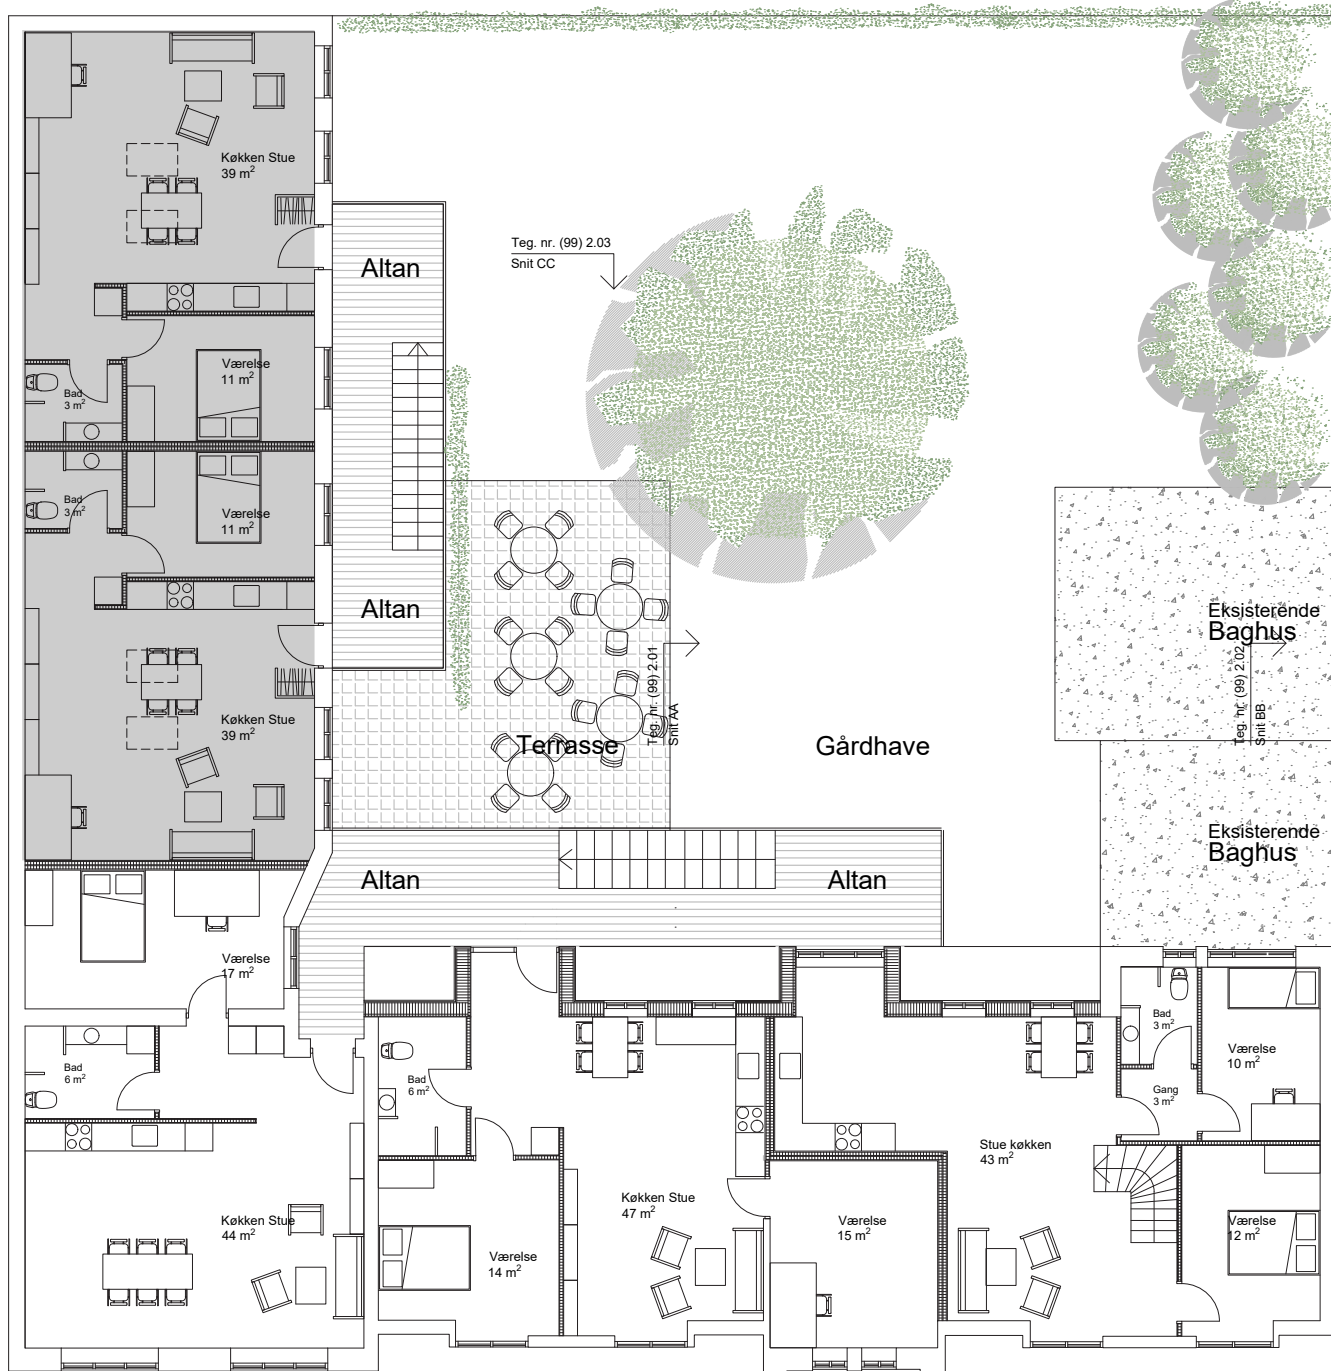 Køkken Stue
39 m²
Altan
Teg. nr. (99) 2.03
Snit CC
Værelse
11 m²
Bad
3 m²
Bad
3 m²
Værelse
11 m²
Altan
Køkken Stue
39 m²
Terrasse
Teg. nr. (99) 2.01
Snit AA
Gårdhave
Eksisterende
Baghus
Teg. nr. (99) 2.02
Snit BB
Eksisterende
Baghus
Altan
Altan
Værelse
17 m²
Bad
6 m²
Bad
6 m²
Bad
3 m²
Værelse
10 m²
Gang
3 m²
Stue køkken
43 m²
Køkken Stue
44 m²
Værelse
14 m²
Køkken Stue
47 m²
Værelse
15 m²
Værelse
12 m²